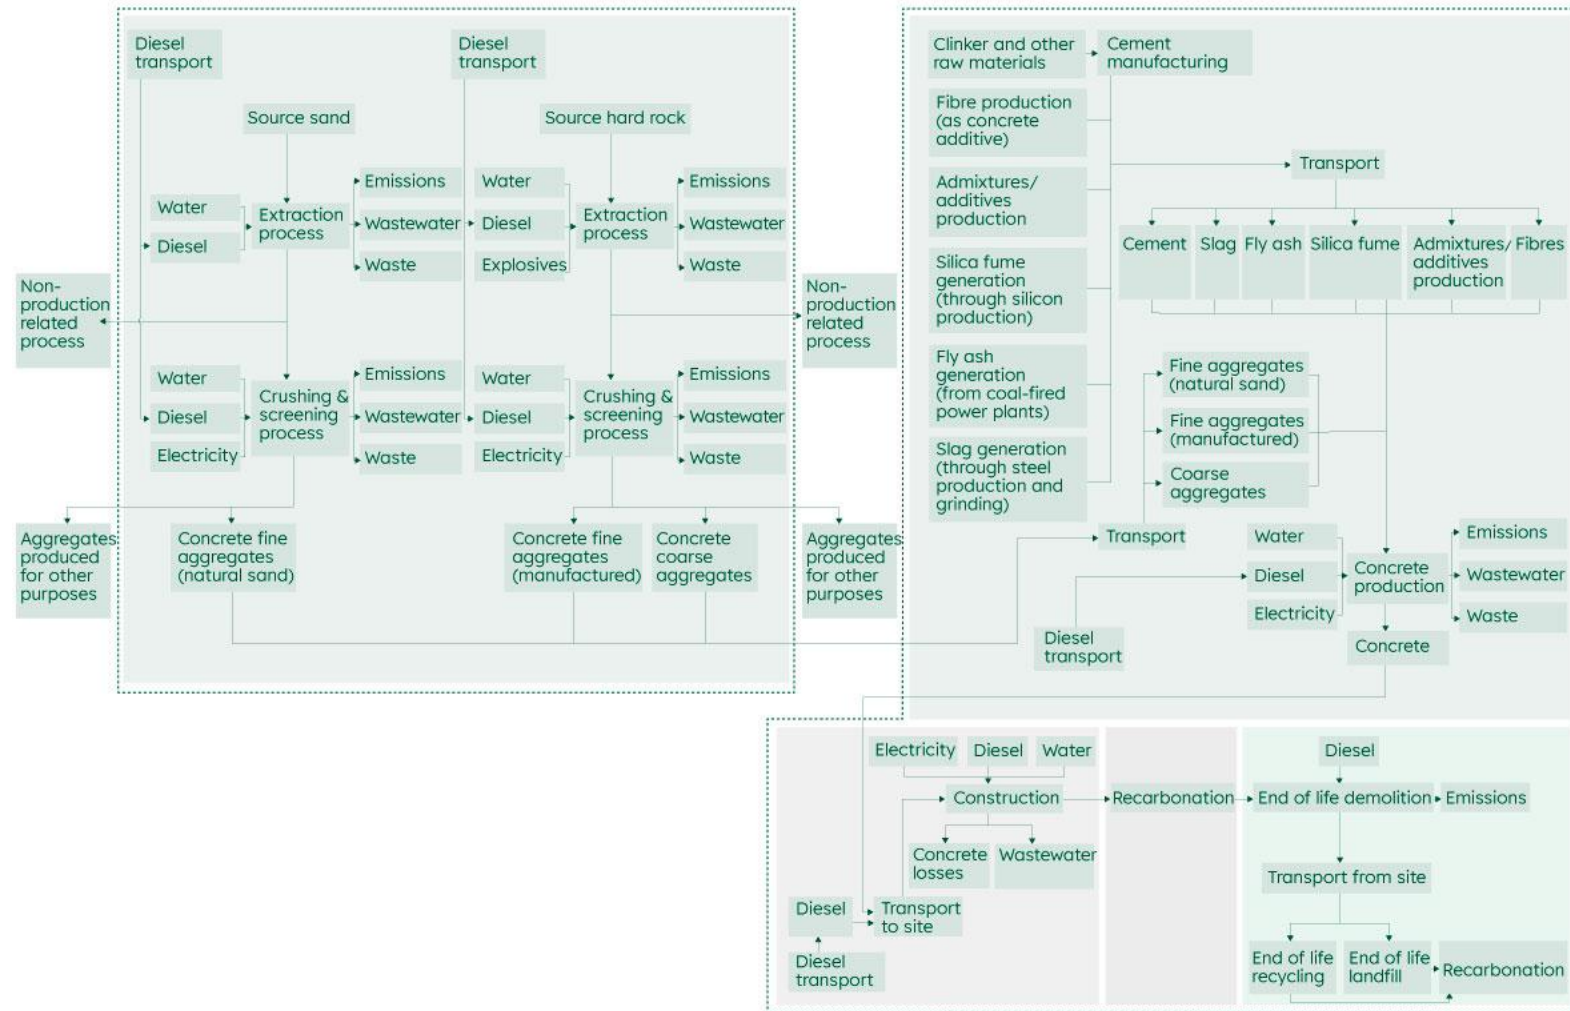 Diesel
transport
Diesel
transport
Source sand
Source hard rock
Water
Diesel
Extraction
process
Emissions
Wastewater
Waste
Water
Diesel
Explosives
Extraction
process
Emissions
Wastewater
Waste
Non-
production
related
process
Non-
production
related
process
Water
Diesel
Electricity
Crushing &
screening
process
Emissions
Wastewater
Waste
Water
Diesel
Electricity
Crushing &
screening
process
Emissions
Wastewater
Waste
Aggregates
produced
for other
purposes
Concrete fine
aggregates
(natural sand)
Concrete fine
aggregates
(manufactured)
Concrete
coarse
aggregates
Aggregates
produced
for other
purposes
Clinker and other
raw materials
Cement
manufacturing
Fibre production
(as concrete
additive)
Admixtures/
additives
production
Silica fume
generation
(through silicon
production)
Fly ash
generation
(from coal-fired
power plants)
Slag generation
(through steel
production and
grinding)
Transport
Cement
Slag
Fly ash
Silica fume
Admixtures/
additives
production
Fibres
Fine aggregates
(natural sand)
Fine aggregates
(manufactured)
Coarse
aggregates
Transport
Water
Diesel
Electricity
Concrete
production
Emissions
Wastewater
Waste
Diesel
transport
Concrete
Electricity
Diesel
Water
Construction
Concrete
losses
Wastewater
Diesel
Transport
to site
Diesel
transport
Recarbonation
Diesel
End of life demolition
Emissions
Transport from site
End of life
recycling
End of life
landfill
Recarbonation